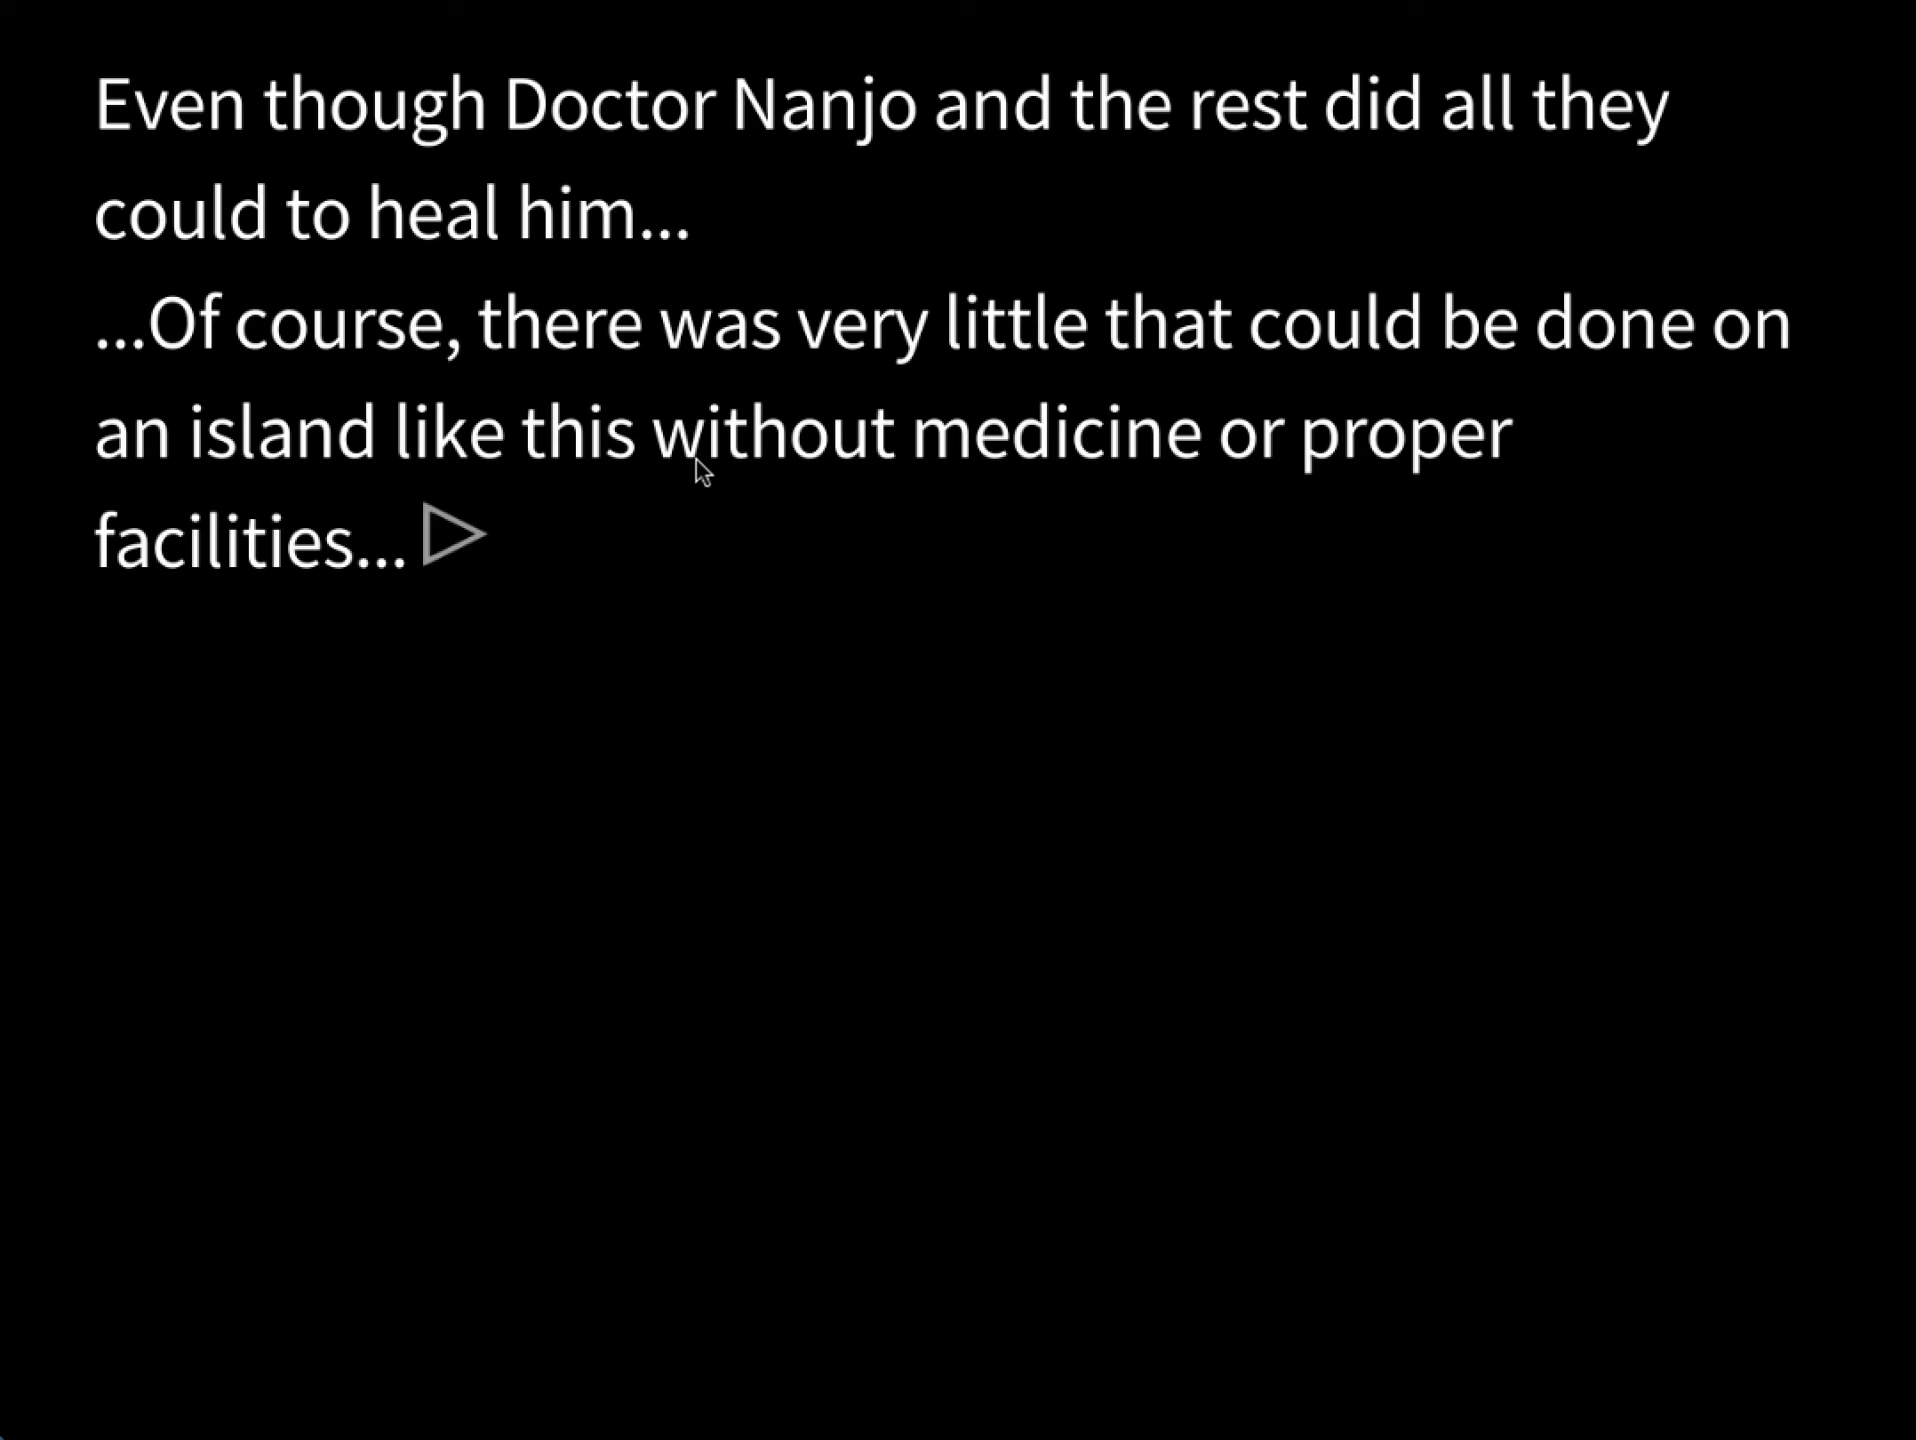 Even though Doctor Nanjo and the rest did all they
could to heal him...
...Of course, there was very little that could be done on
an island like this without medicine or proper
facilities...